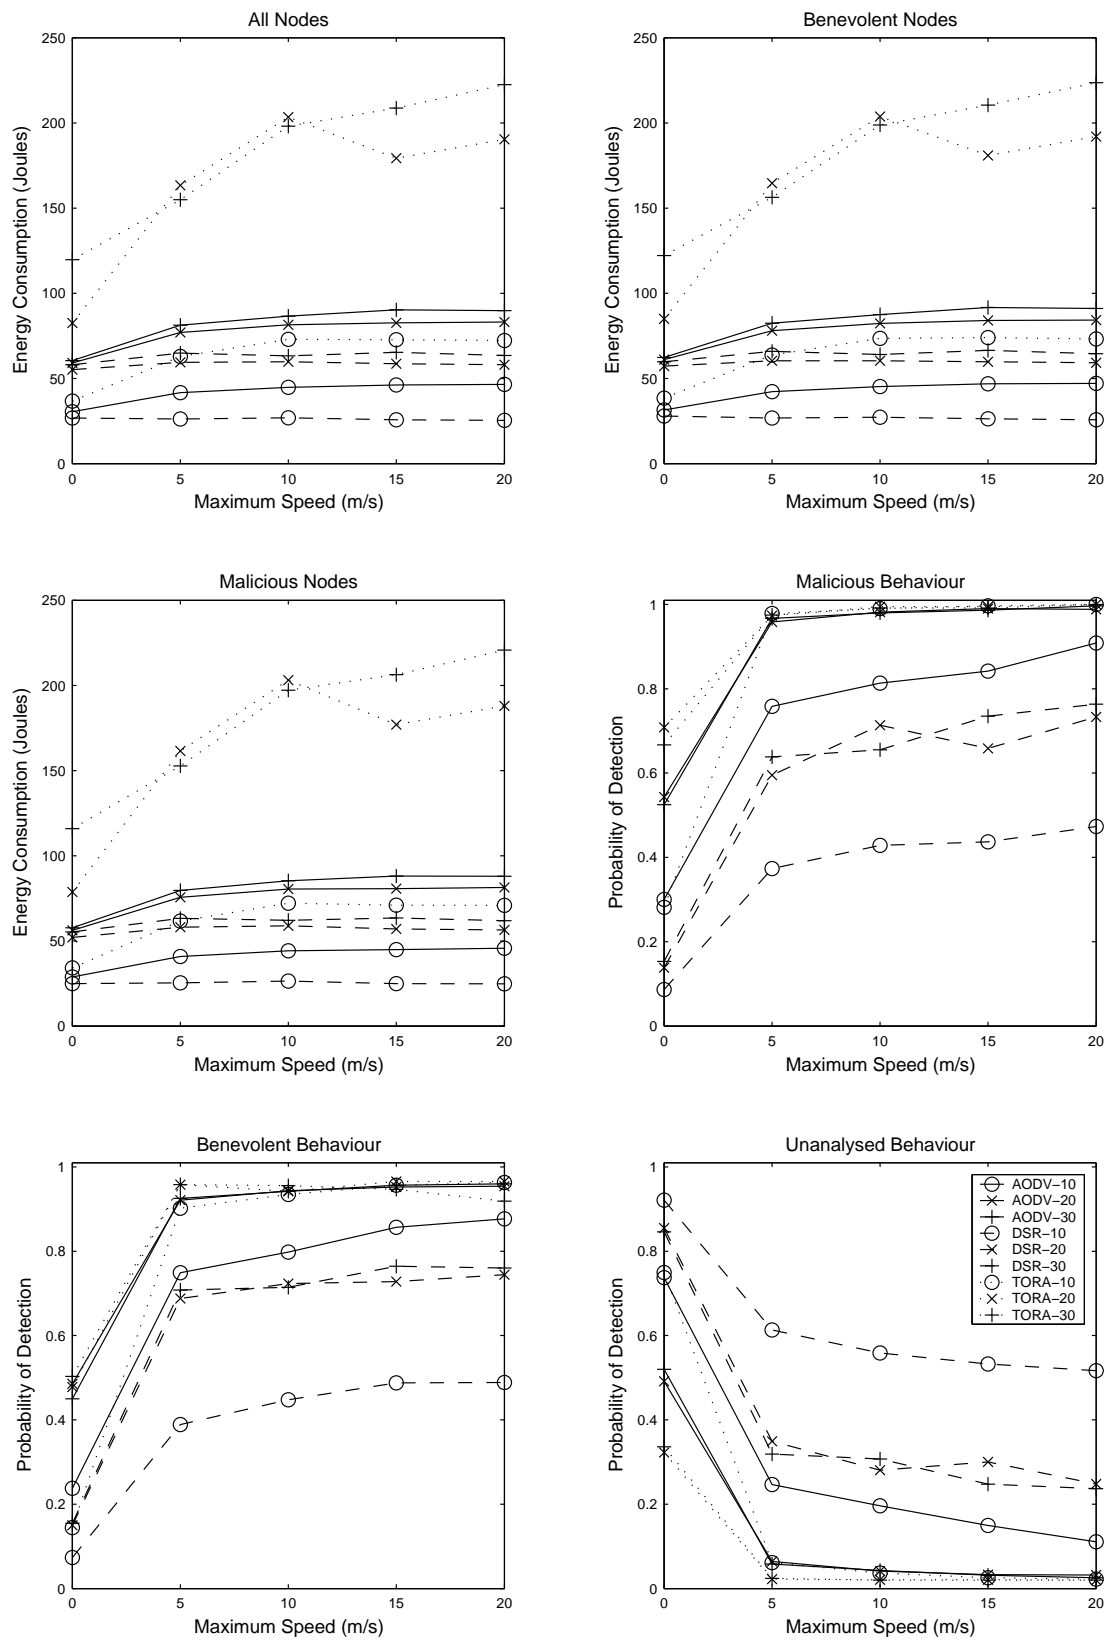 All Nodes
250
200
150
100
50
0
Energy Consumption (Joules)
0 5 10 15 20
Maximum Speed (m/s)
Benevolent Nodes
250
200
150
100
50
0
Energy Consumption (Joules)
0 5 10 15 20
Maximum Speed (m/s)
Malicious Nodes
250
200
150
100
50
0
Energy Consumption (Joules)
0 5 10 15 20
Maximum Speed (m/s)
Malicious Behaviour
1
0.8
0.6
0.4
0.2
0
Probability of Detection
0 5 10 15 20
Maximum Speed (m/s)
Benevolent Behaviour
1
0.8
0.6
0.4
0.2
0
Probability of Detection
0 5 10 15 20
Maximum Speed (m/s)
Unanalysed Behaviour
1
0.8
0.6
0.4
0.2
0
Probability of Detection
AODV−10
AODV−20
AODV−30
DSR−10
DSR−20
DSR−30
TORA−10
TORA−20
TORA−30
0 5 10 15 20
Maximum Speed (m/s)